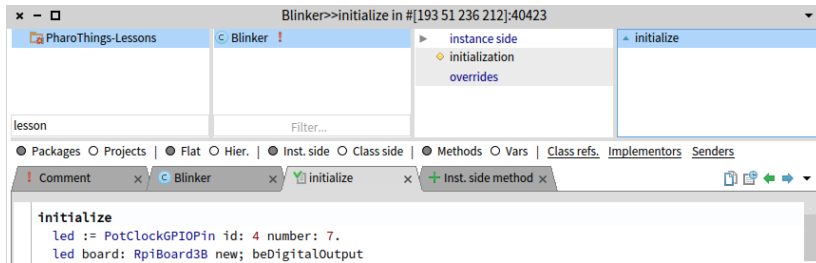 Blinker>>initialize in #[193 51 236 212]:40423
PharoThings-Lessons
C Blinker !
instance side
initialization
overrides
initialize
lesson
Filter...
Packages Projects | Flat Hier. | Inst. side Class side | Methods Vars | Class refs. Implementors Senders
! Comment x
C Blinker x
initialize x
+ Inst. side method x
initialize
led := PotClockGPIOPin id: 4 number: 7.
led board: RpiBoard3B new; beDigitalOutput